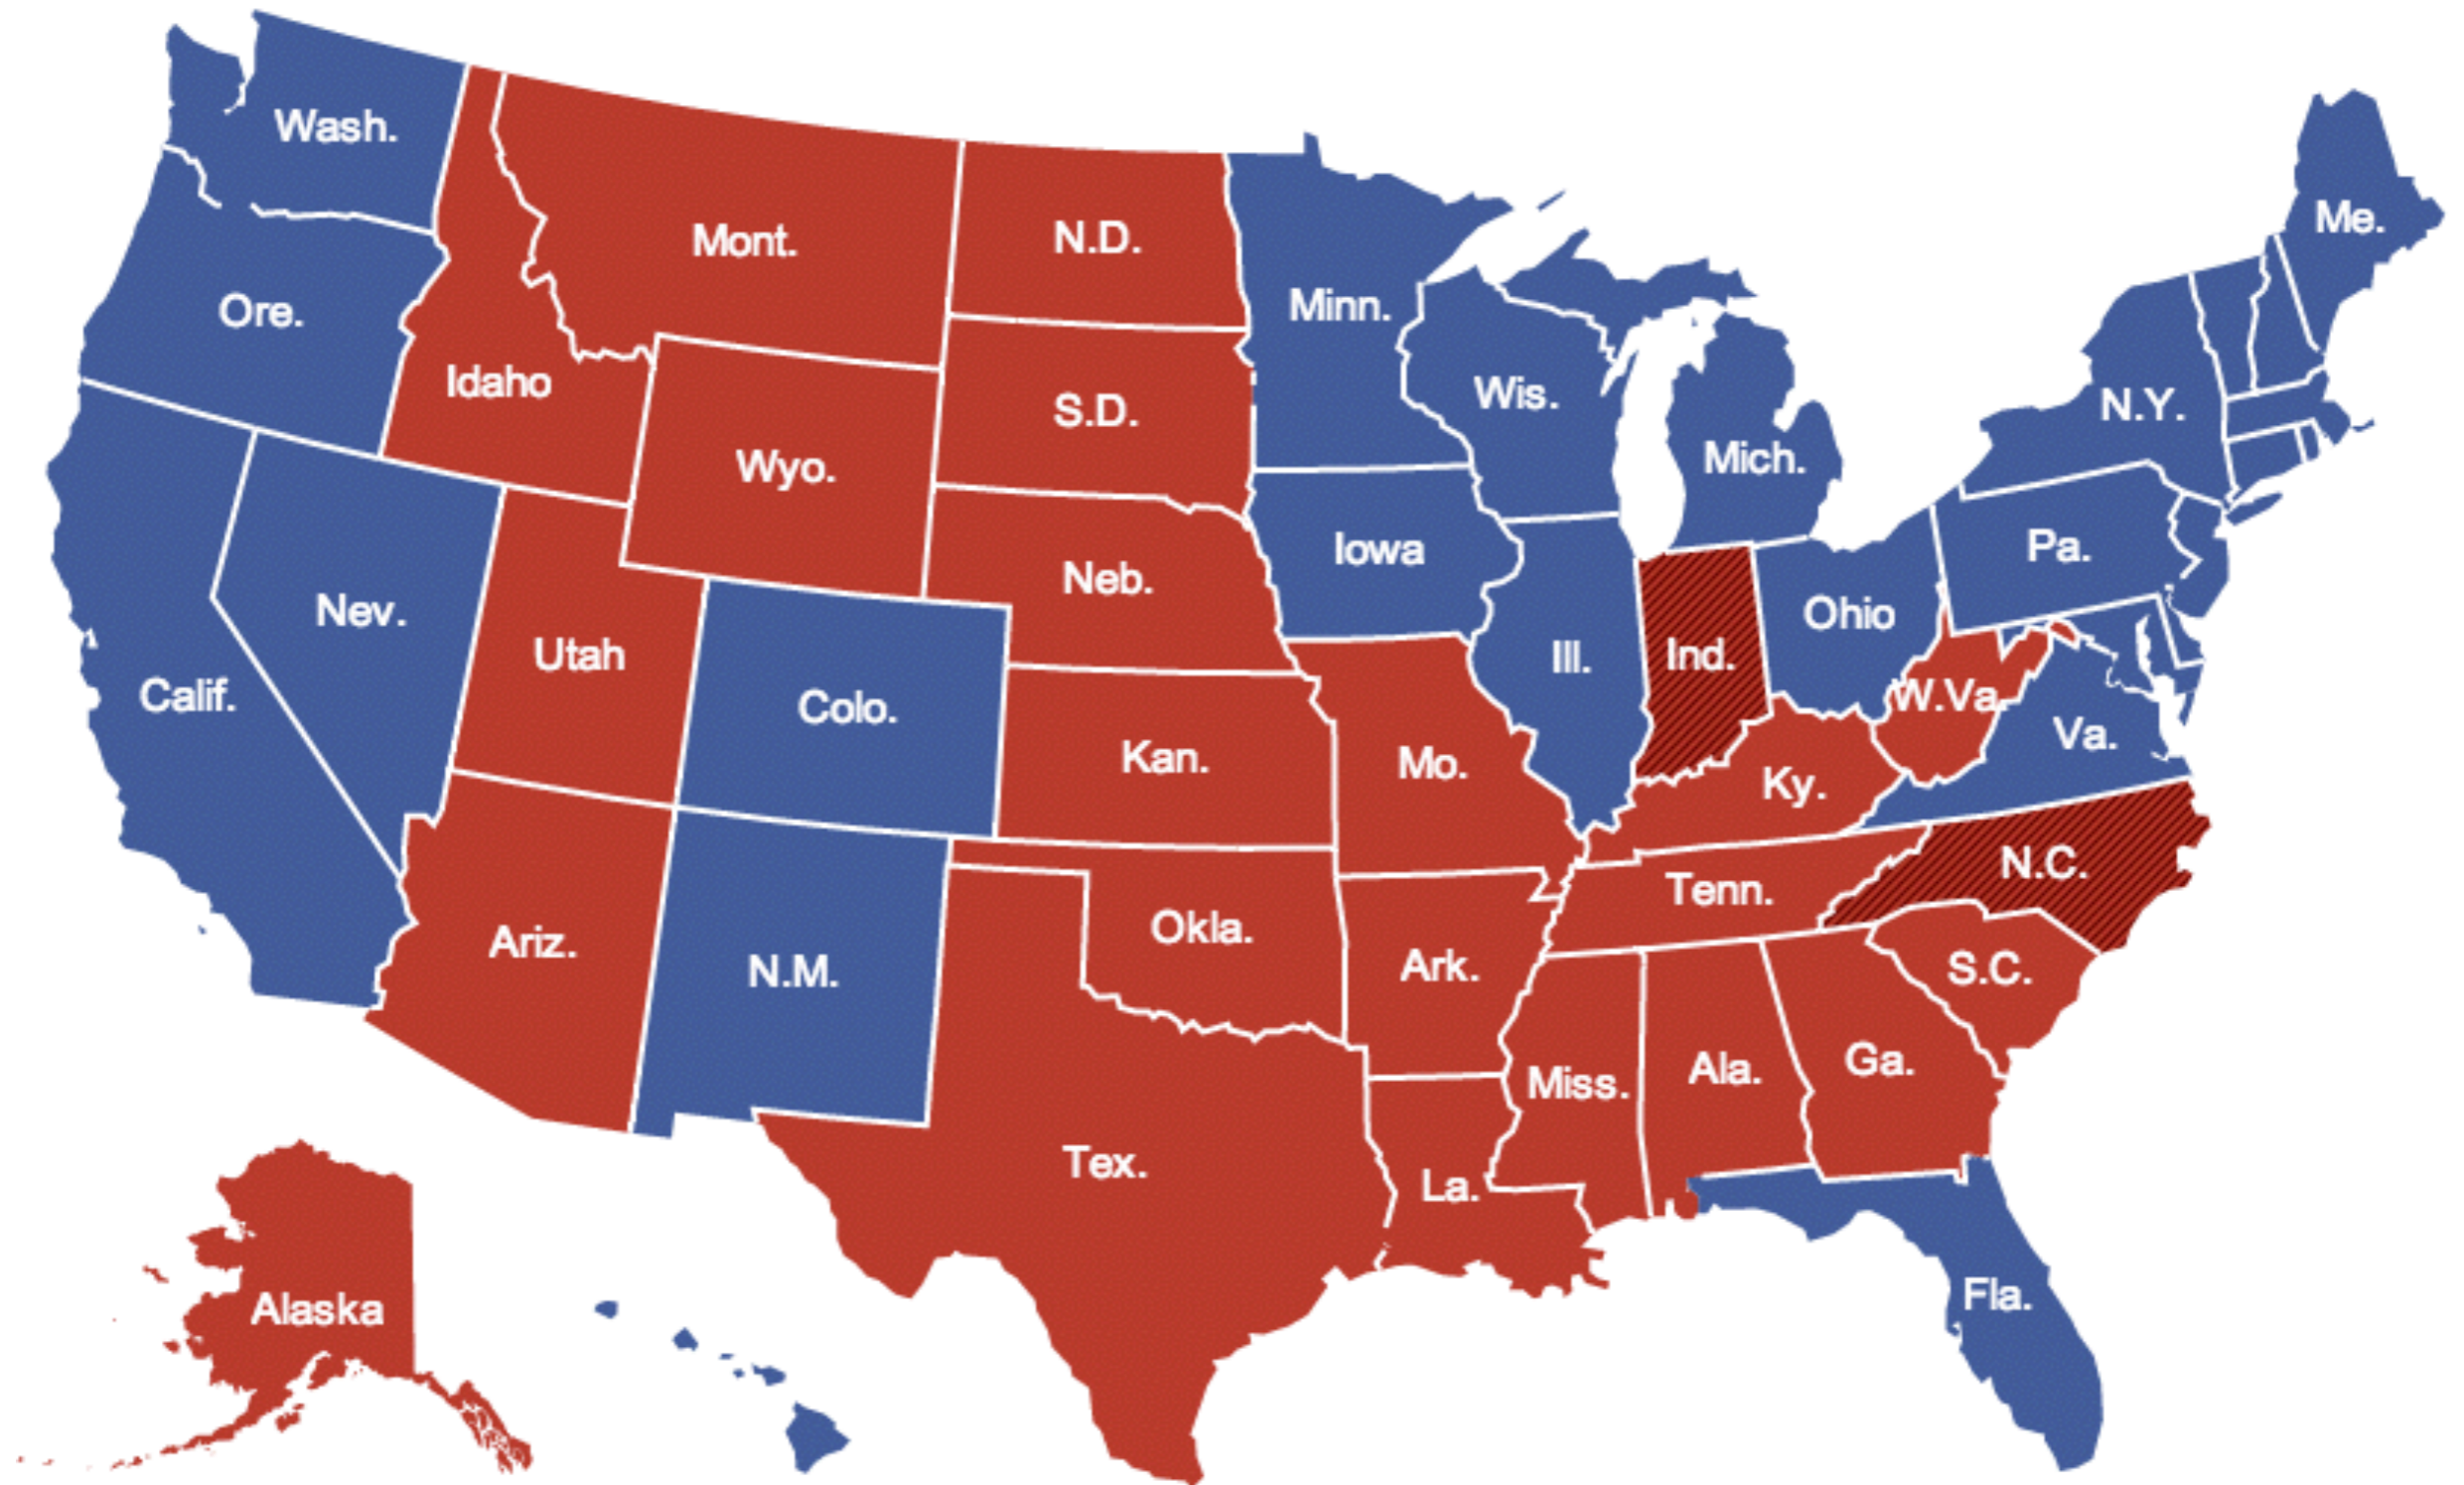 Wash.
Me.
Mont.
N.D.
Minn.
Ore.
Idaho
Wis.
N.Y.
S.D.
Mich.
Wyo.
Iowa
Pa.
Neb.
Nev.
Ohio
Utah
Ill.
Ind.
Calif.
W.Va.
Colo.
Va.
Kan.
Mo.
Ky.
N.C.
Tenn.
Okla.
Ariz.
Ark.
S.C.
N.M.
Ga.
Ala.
Miss.
Tex.
La.
Fla.
Alaska